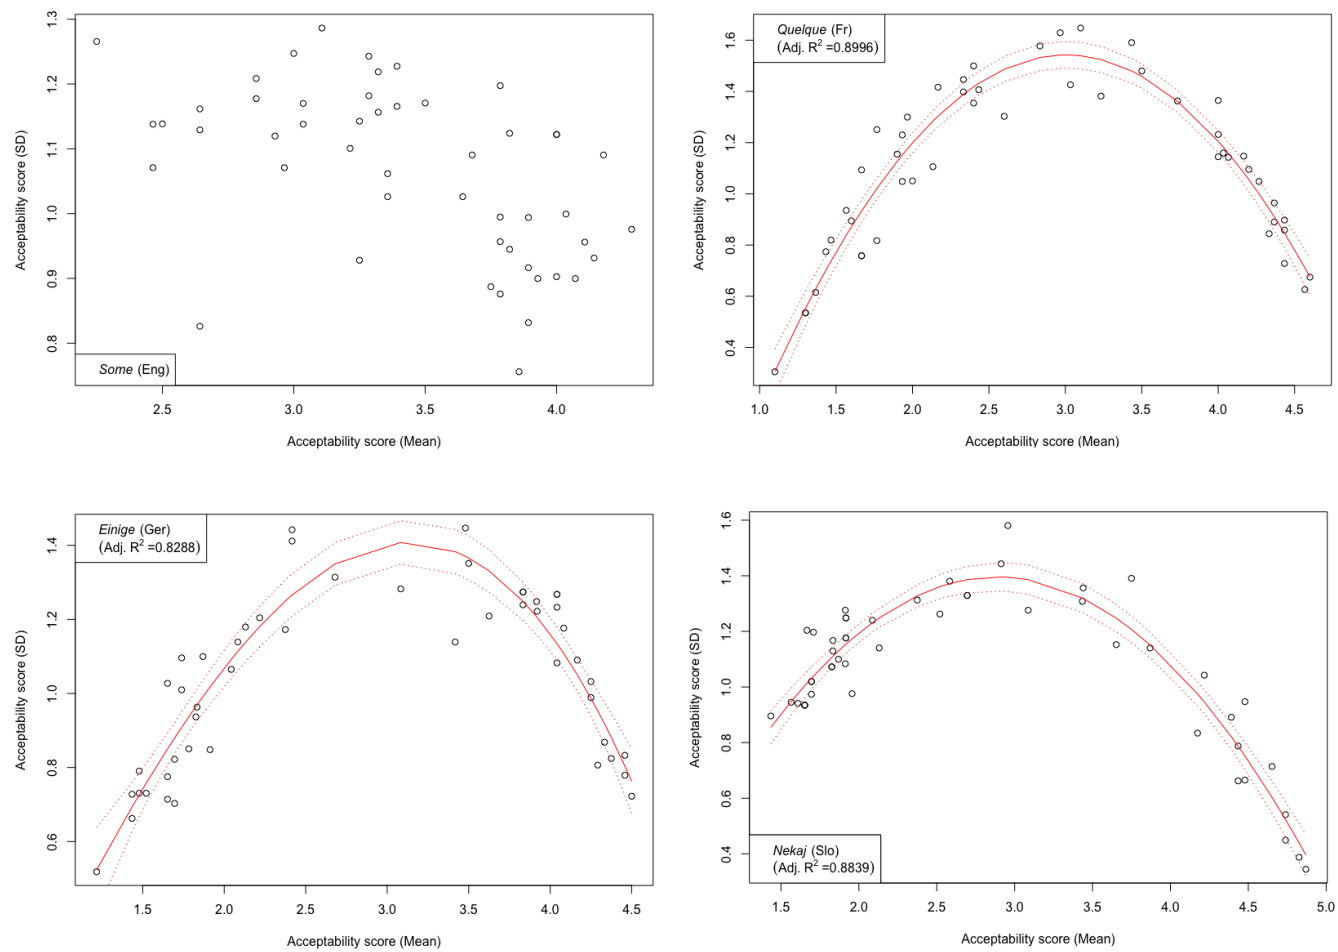 1.3
1.2
1.1
1.0
0.9
0.8
Acceptability score (SD)
Some (Eng)
2.5 3.0 3.5 4.0
Acceptability score (Mean)
Quelque (Fr)
(Adj. R² =0.8996)
1.6
1.4
1.2
1.0
0.8
0.6
0.4
Acceptability score (SD)
1.0 1.5 2.0 2.5 3.0 3.5 4.0 4.5
Acceptability score (Mean)
Einige (Ger)
(Adj. R² =0.8288)
1.4
1.2
1.0
0.8
0.6
Acceptability score (SD)
1.5 2.0 2.5 3.0 3.5 4.0 4.5
Acceptability score (Mean)
1.6
1.4
1.2
1.0
0.8
0.6
0.4
Acceptability score (SD)
Nekaj (Slo)
(Adj. R² =0.8839)
1.5 2.0 2.5 3.0 3.5 4.0 4.5 5.0
Acceptability score (Mean)